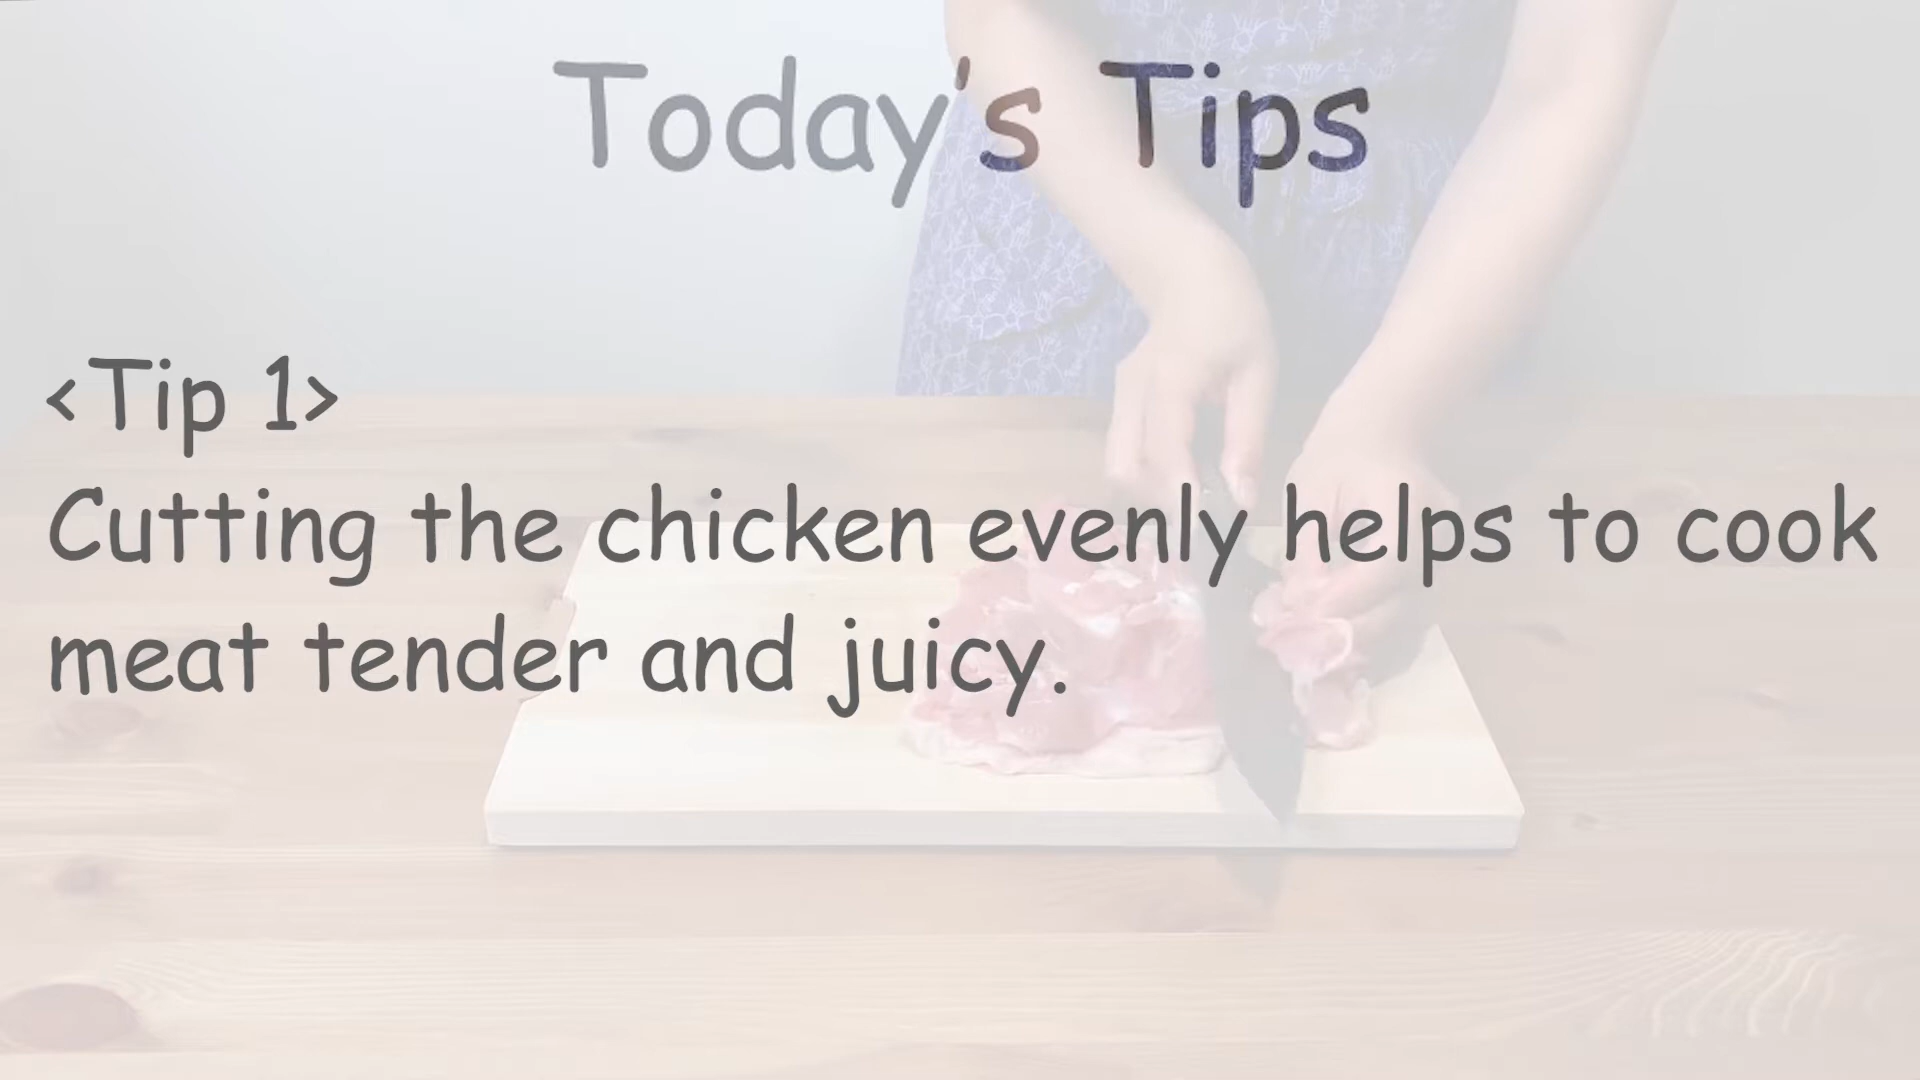 Today's Tips
<Tip 1>
Cutting the chicken evenly helps to cook
meat tender and juicy.